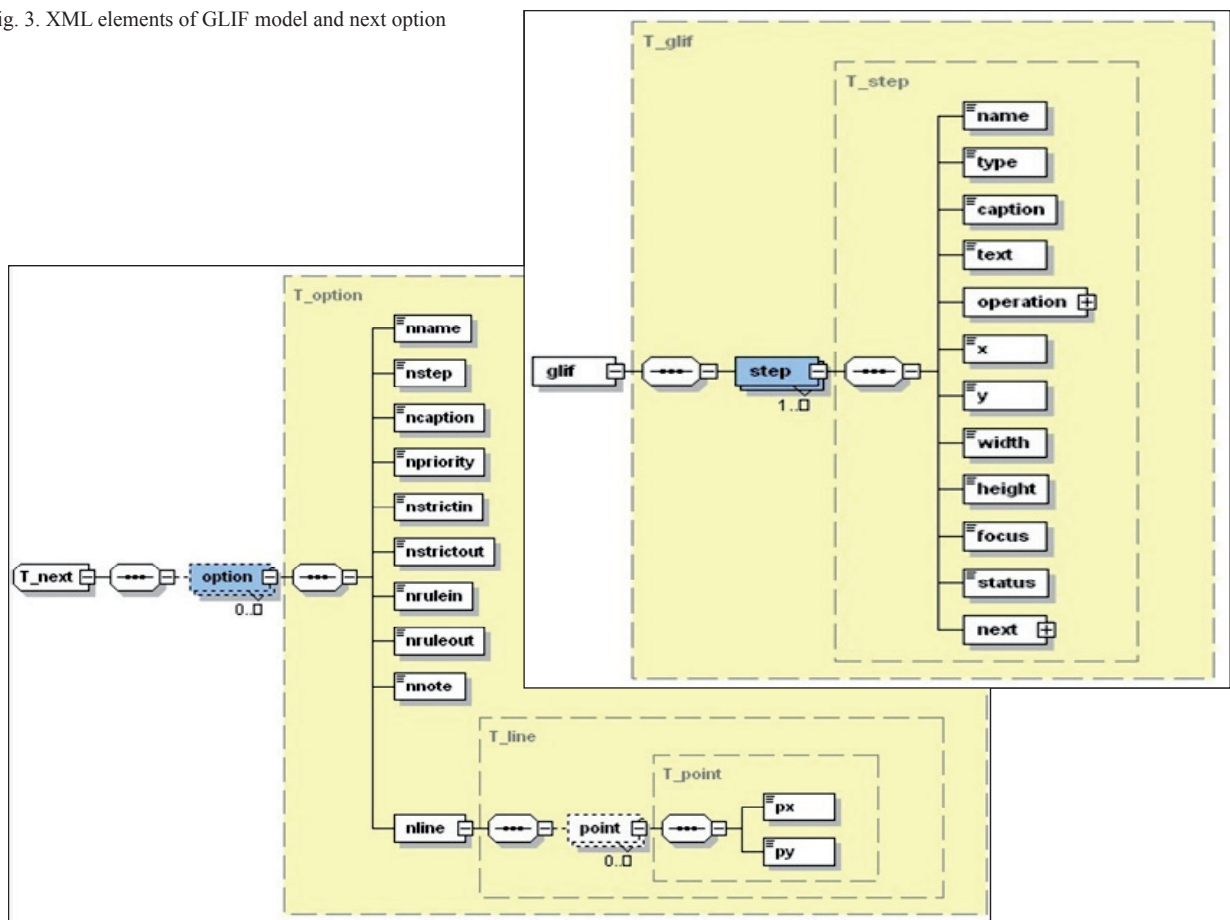 ig. 3. XML elements of GLIF model and next option
T_glif
T_step
name
type
caption
text
operation
x
y
width
height
focus
status
next
glif
step
1..
T_option
nname
nstep
ncaption
npriority
nstrictin
nstrictout
nrulein
nruleout
nnote
T_next
option
0..
T_line
T_point
nline
point
0..
px
py